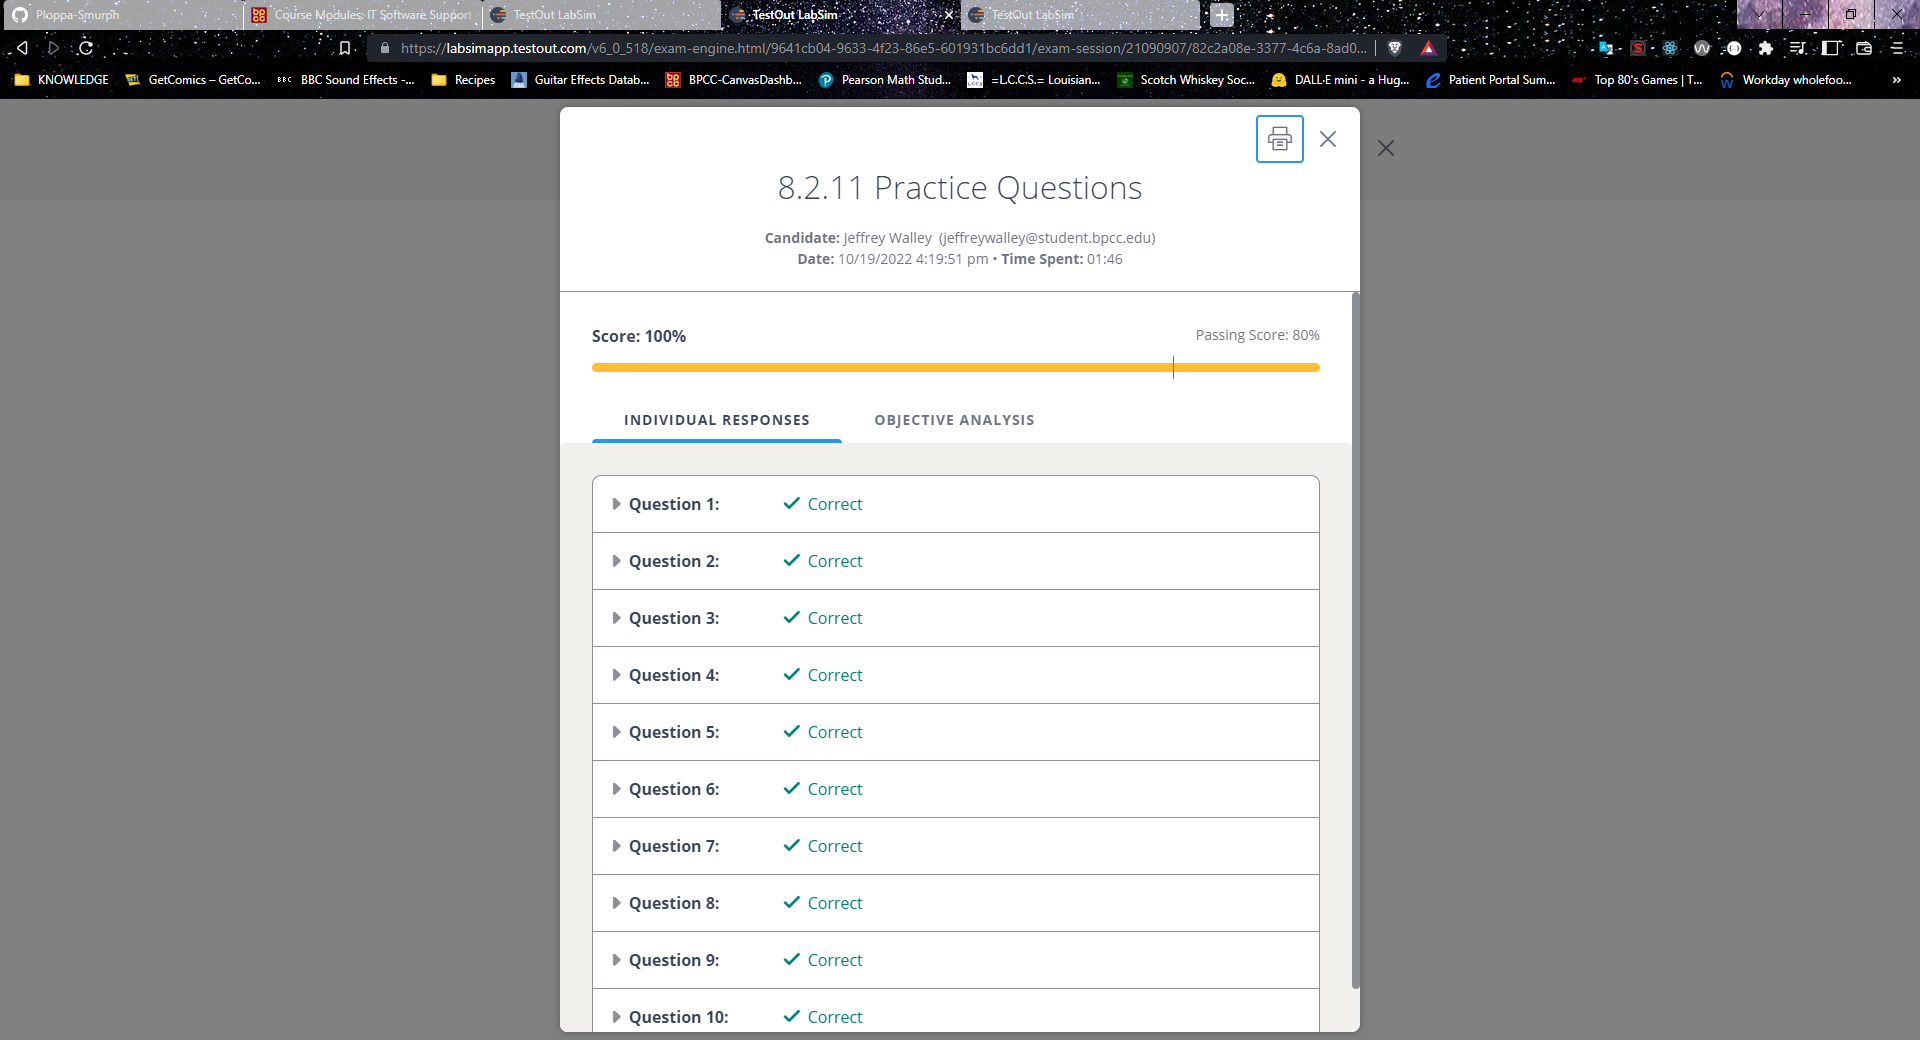 Ploppa-Smurph
Course Modules: IT Software Support
TestOut LabSim
TestOut LabSim
TestOut LabSim
https://labsimapp.testout.com/v6_0_518/exam-engine.html/9641cb04-9633-4f23-86e5-601931bc6dd1/exam-session/21090907/82c2a08e-3377-4c6a-8ad0...
KNOWLEDGE
GetComics – GetCo...
BBC BBC Sound Effects -...
Recipes
Guitar Effects Datab...
BPCC-CanvasDashb...
Pearson Math Stud...
=L.C.C.S.= Louisian...
Scotch Whiskey Soc...
DALL·E mini - a Hug...
Patient Portal Sum...
Top 80's Games | T...
Workday wholefoo...
»
8.2.11 Practice Questions
Candidate: Jeffrey Walley (jeffreywalley@student.bpcc.edu)
Date: 10/19/2022 4:19:51 pm • Time Spent: 01:46
Score: 100%
Passing Score: 80%
INDIVIDUAL RESPONSES
OBJECTIVE ANALYSIS
Question 1: Correct
Question 2: Correct
Question 3: Correct
Question 4: Correct
Question 5: Correct
Question 6: Correct
Question 7: Correct
Question 8: Correct
Question 9: Correct
Question 10: Correct